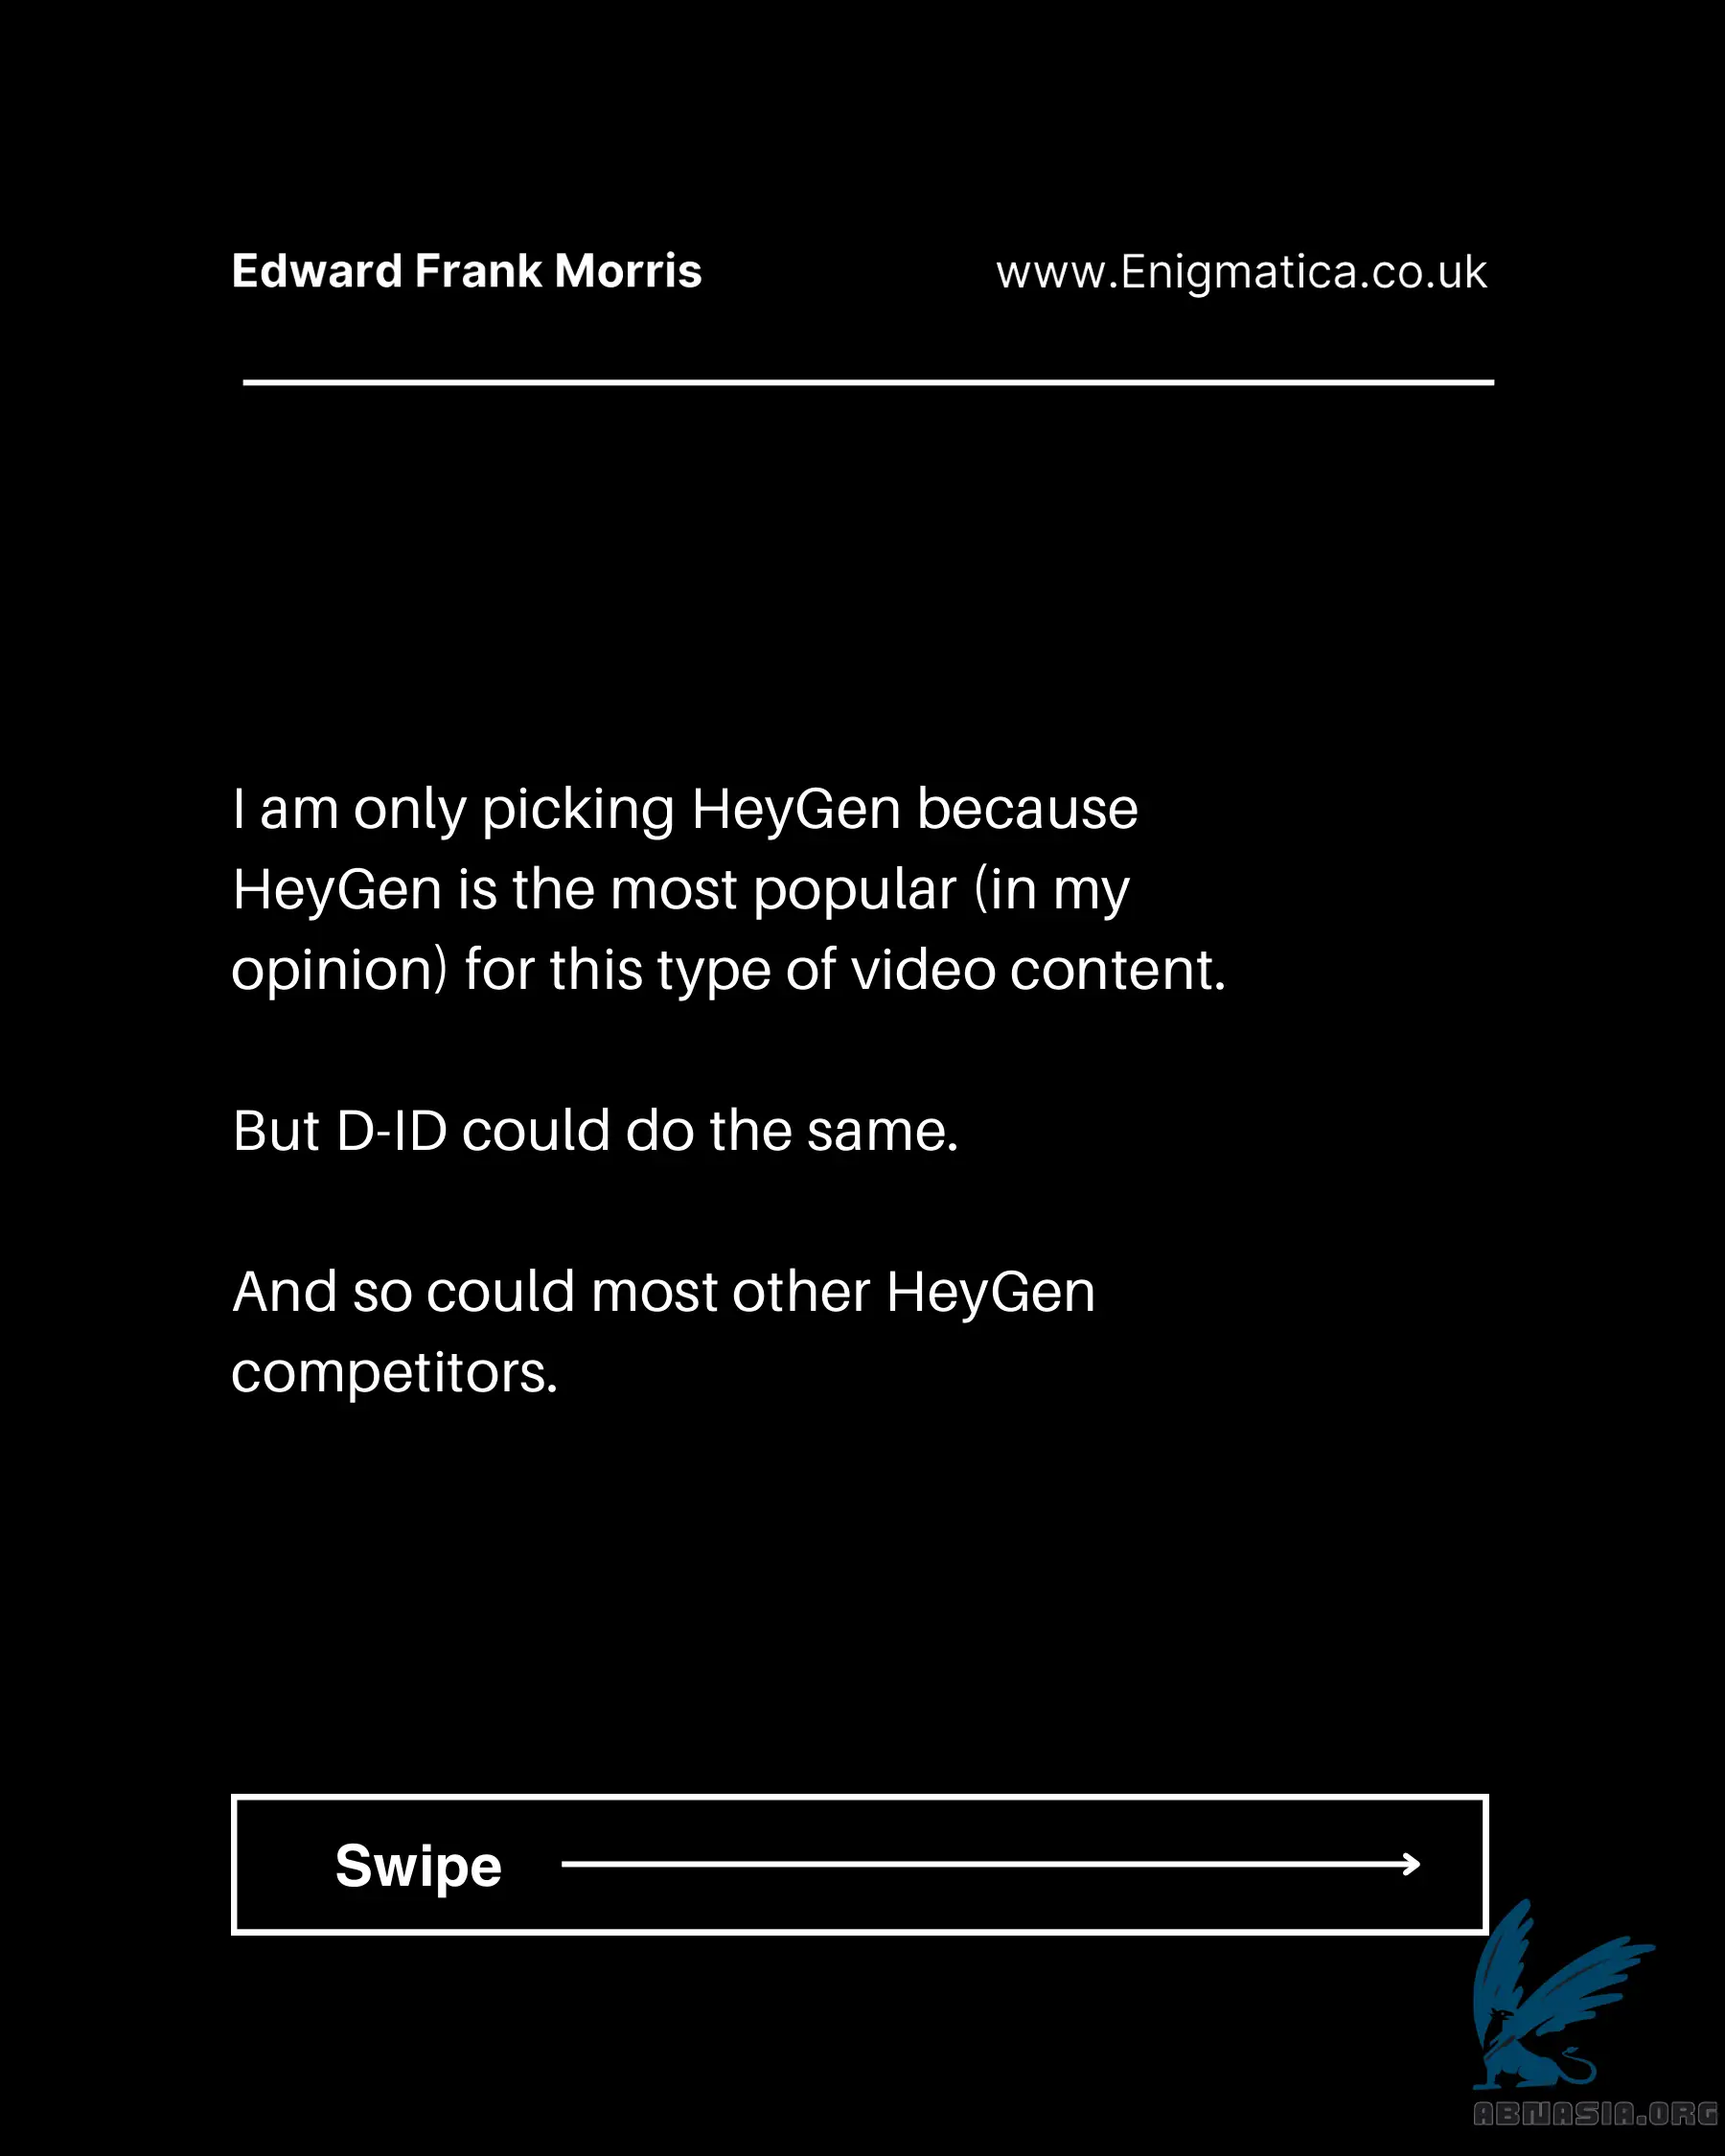 Edward Frank Morris
www.Enigmatica.co.uk
I am only picking HeyGen because
HeyGen is the most popular (in my
opinion) for this type of video content.
But D-ID could do the same.
And so could most other HeyGen
competitors.
Swipe
ABNASIA.ORG